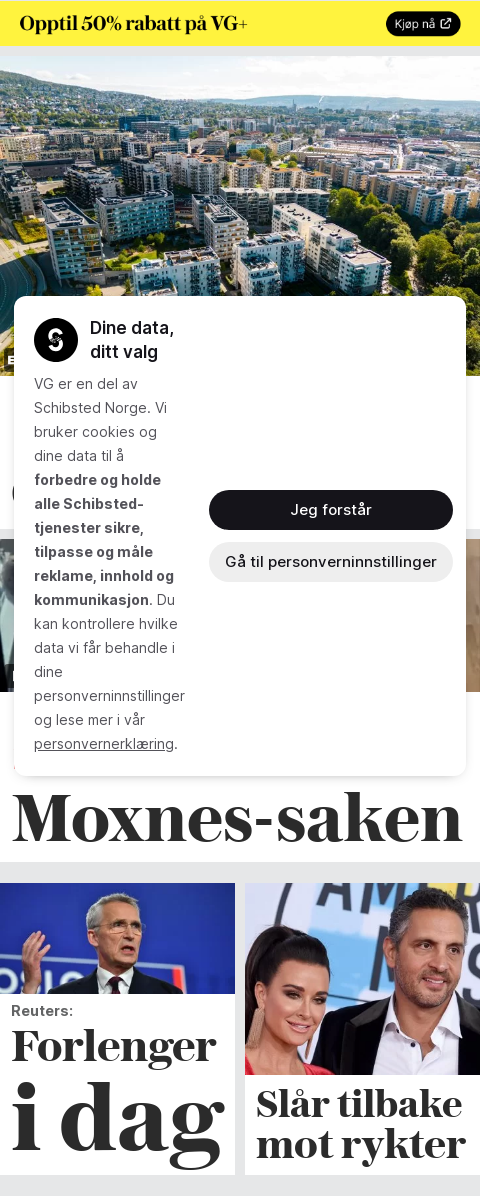 Opptil 50% rabatt på VG+
Kjøp nå
Dine data,
ditt valg
VG er en del av
Schibsted Norge. Vi
bruker cookies og
dine data til å
forbedre og holde
alle Schibsted-
tjenester sikre,
tilpasse og måle
reklame, innhold og
kommunikasjon. Du
kan kontrollere hvilke
data vi får behandle i
dine
personverninnstillinger
og lese mer i vår
personvernerklæring.
Jeg forstår
Gå til personverninnstillinger
Moxnes-saken
Reuters:
Forlenger
i dag
Slår tilbake
mot rykter